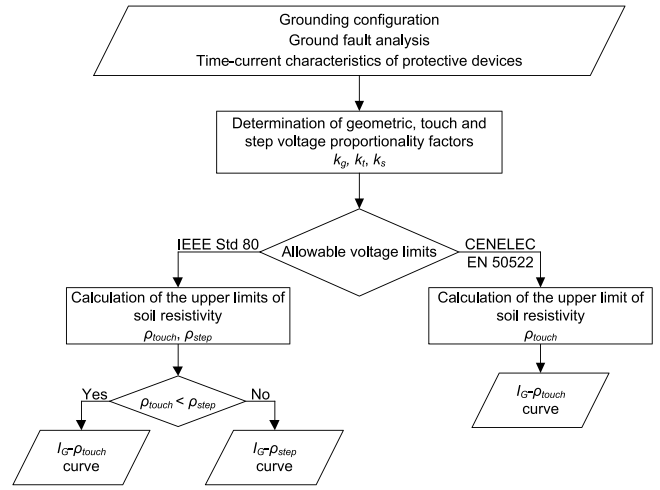 Grounding configuration
Ground fault analysis
Time-current characteristics of protective devices
Determination of geometric, touch and
step voltage proportionality factors
kg, kt, ks
IEEE Std 80
Allowable voltage limits
CENELEC
EN 50522
Calculation of the upper limits of
soil resistivity
ρtouch, ρstep
Calculation of the upper limit of
soil resistivity
ρtouch
Yes
ρtouch < ρstep
No
IG-ρtouch
curve
IG-ρstep
curve
IG-ρtouch
curve